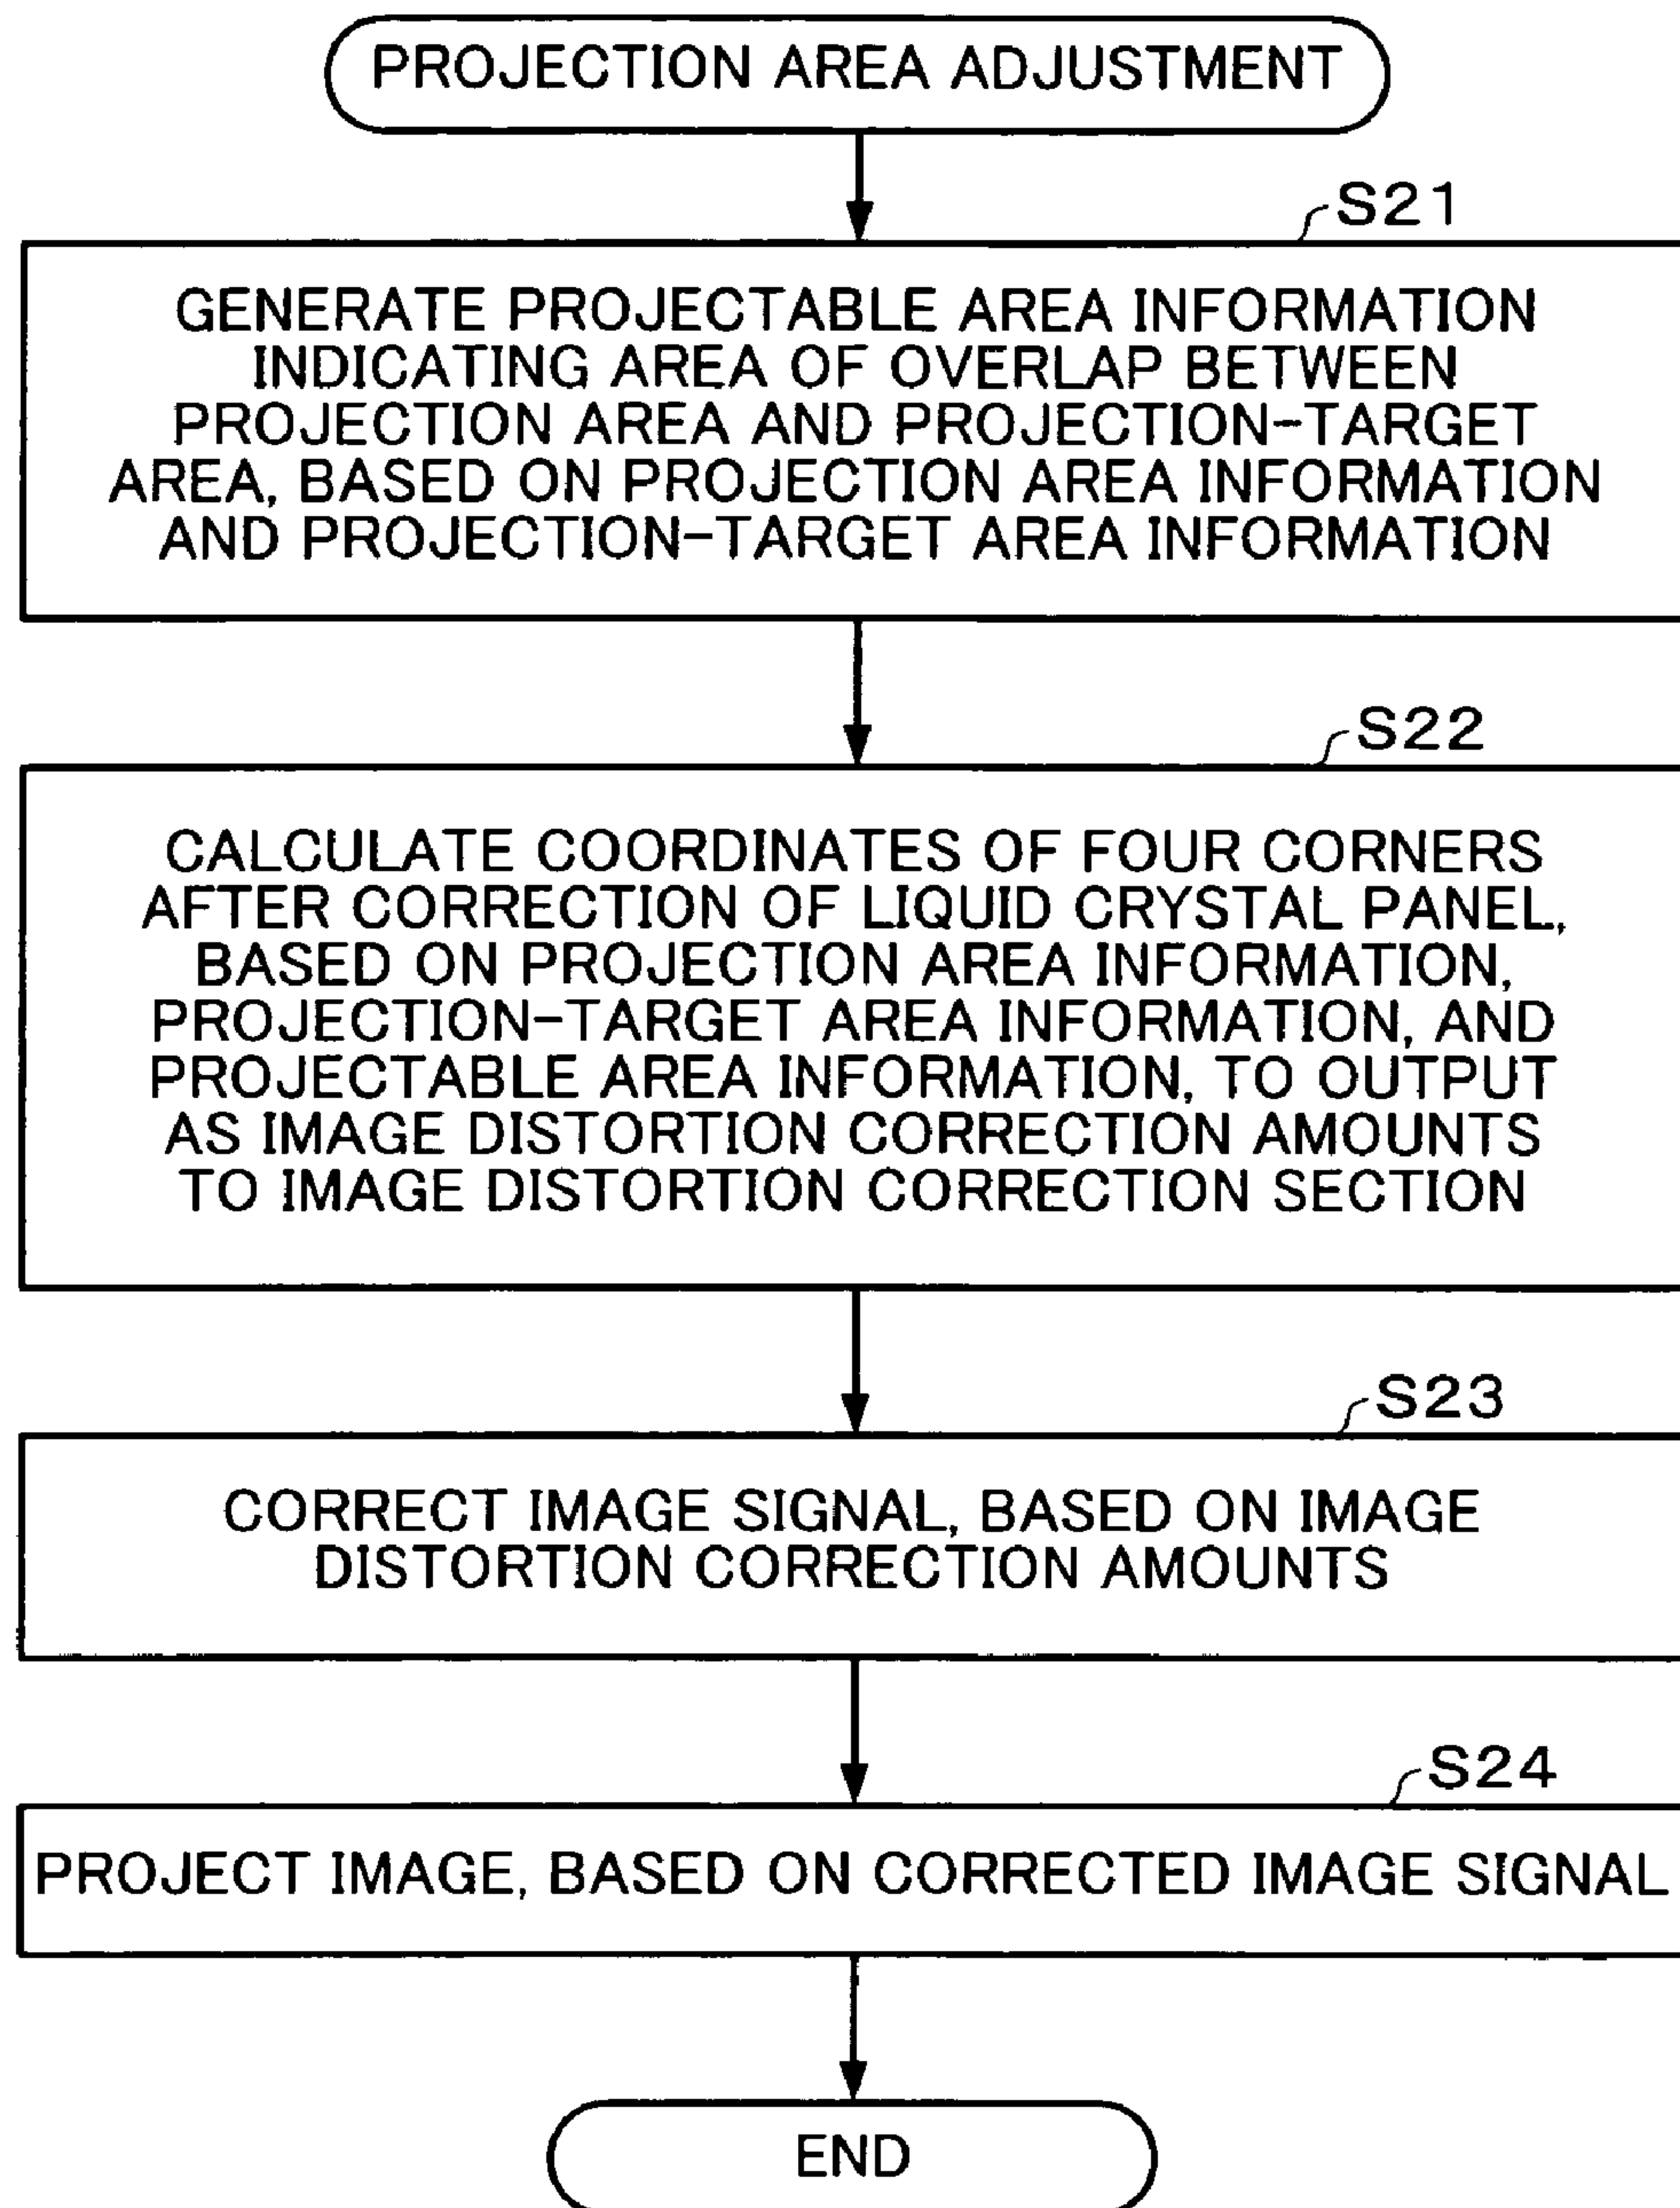 PROJECTION AREA ADJUSTMENT
S21
GENERATE PROJECTABLE AREA INFORMATION
INDICATING AREA OF OVERLAP BETWEEN
PROJECTION AREA AND PROJECTION-TARGET
AREA, BASED ON PROJECTION AREA INFORMATION
AND PROJECTION-TARGET AREA INFORMATION
S22
CALCULATE COORDINATES OF FOUR CORNERS
AFTER CORRECTION OF LIQUID CRYSTAL PANEL,
BASED ON PROJECTION AREA INFORMATION,
PROJECTION-TARGET AREA INFORMATION, AND
PROJECTABLE AREA INFORMATION, TO OUTPUT
AS IMAGE DISTORTION CORRECTION AMOUNTS
TO IMAGE DISTORTION CORRECTION SECTION
S23
CORRECT IMAGE SIGNAL, BASED ON IMAGE
DISTORTION CORRECTION AMOUNTS
S24
PROJECT IMAGE, BASED ON CORRECTED IMAGE SIGNAL
END